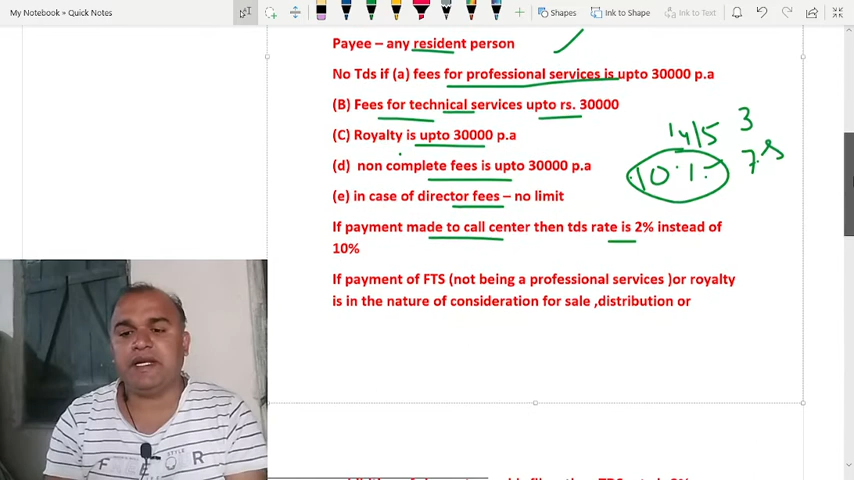 My Notebook » Quick Notes
Shapes
Ink to Shape
Ink to Text
Payee – any resident person
No Tds if (a) fees for professional services is upto 30000 p.a
(B) Fees for technical services upto rs. 30000
(C) Royalty is upto 30000 p.a
(d) non complete fees is upto 30000 p.a
(e) in case of director fees – no limit
If payment made to call center then tds rate is 2% instead of
10%
If payment of FTS (not being a professional services )or royalty
is in the nature of consideration for sale ,distribution or
14/5 3
10%
7.5
STYLE
F E R